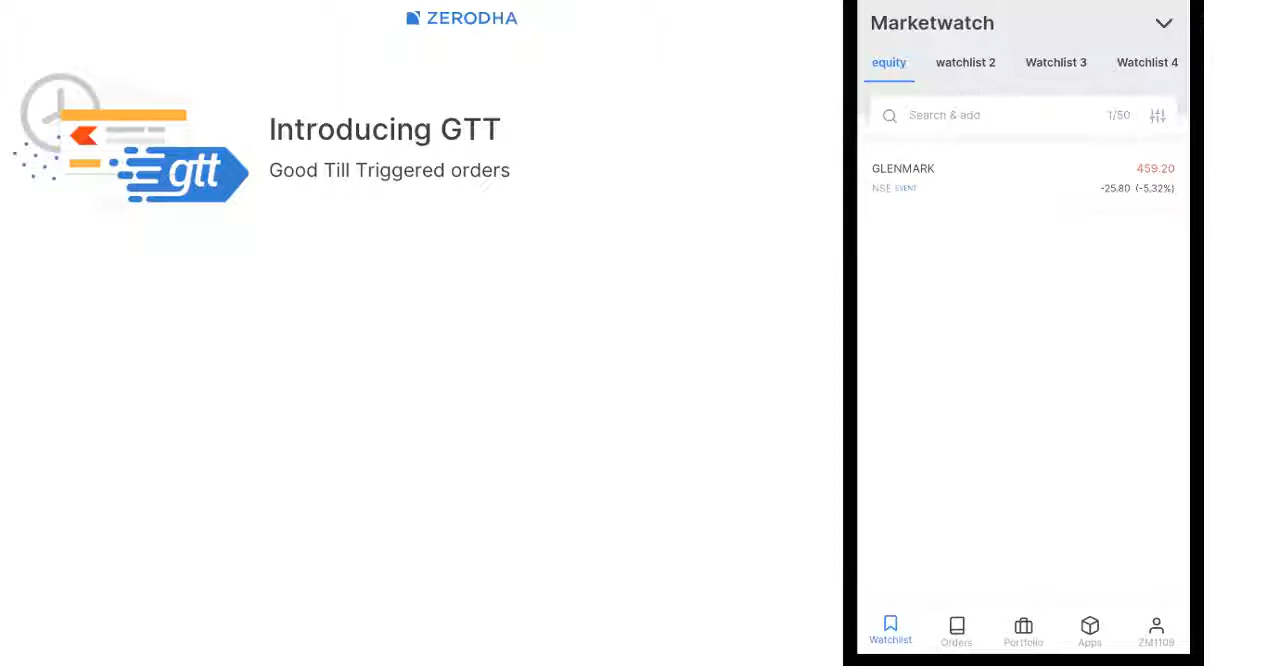 ZERODHA
gtt
Introducing GTT
Good Till Triggered orders
Marketwatch
equity watchlist 2 Watchlist 3 Watchlist 4
Search & add 1/50
GLENMARK 459.20
NSE EVENT -25.80 (-5.32%)
Watchlist Orders Portfolio Apps ZM1109